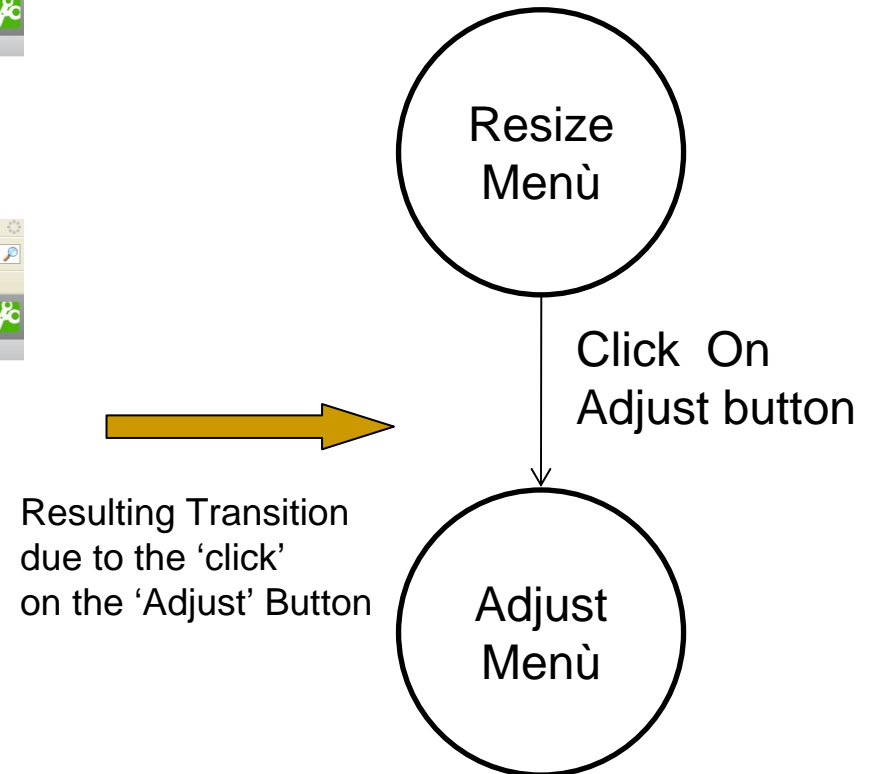 Resize
Menù
Click On
Adjust button
Resulting Transition
due to the ‘click’
on the ‘Adjust’ Button
Adjust
Menù